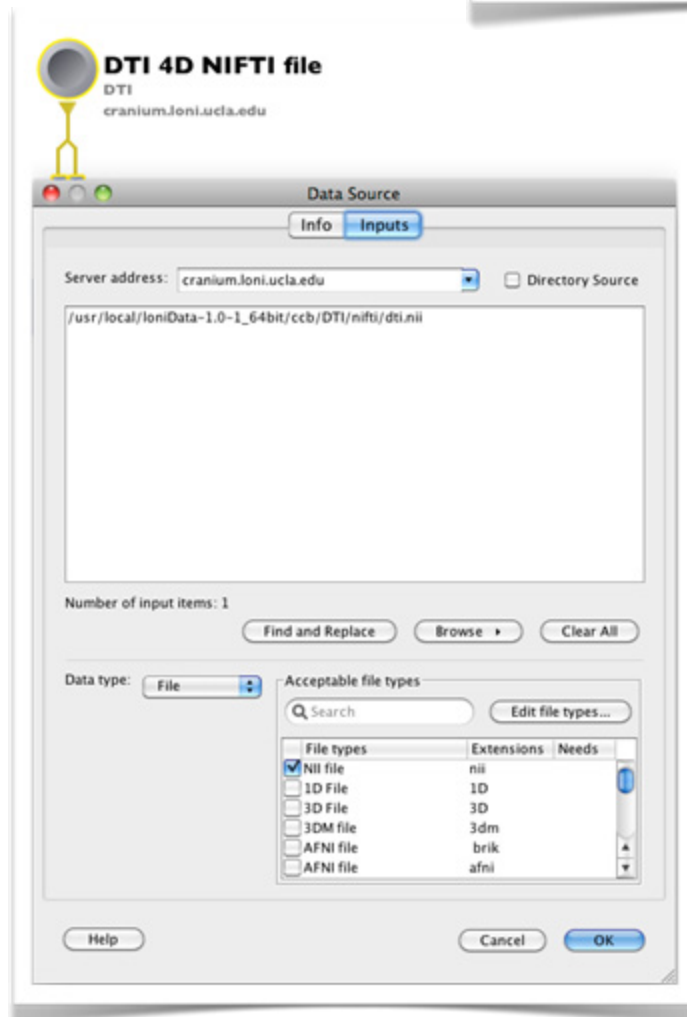 DTI 4D NIFTI file
DTI
cranium.loni.ucla.edu
Data Source
Info Inputs
Server address: cranium.loni.ucla.edu Directory Source
/usr/local/loniData-1.0-1_64bit/ccb/DTI/nifti/dti.nii
Number of input items: 1
Find and Replace Browse Clear All
Data type: File Acceptable file types
Search Edit file types...
File types Extensions Needs
NII file nii
1D File 1D
3D File 3D
3DM file 3dm
AFNI file brik
AFNI file afni
Help Cancel OK